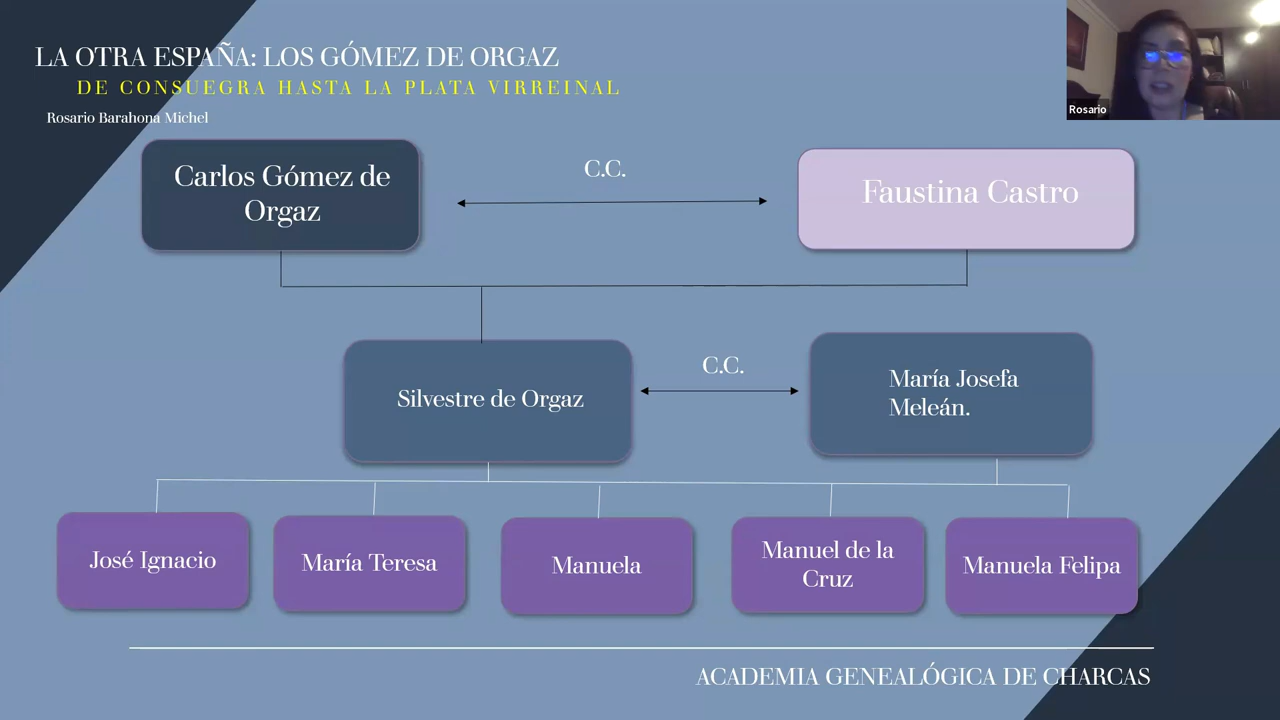 LA OTRA ESPAÑA: LOS GÓMEZ DE ORGAZ
DE CONSUEGRA HASTA LA PLATA VIRREINAL
Rosario Barahona Michel
Rosario
Carlos Gómez de
Orgaz
C.C.
Faustina Castro
Silvestre de Orgaz
C.C.
María Josefa
Meleán.
José Ignacio
María Teresa
Manuela
Manuel de la
Cruz
Manuela Felipa
ACADEMIA GENEALÓGICA DE CHARCAS